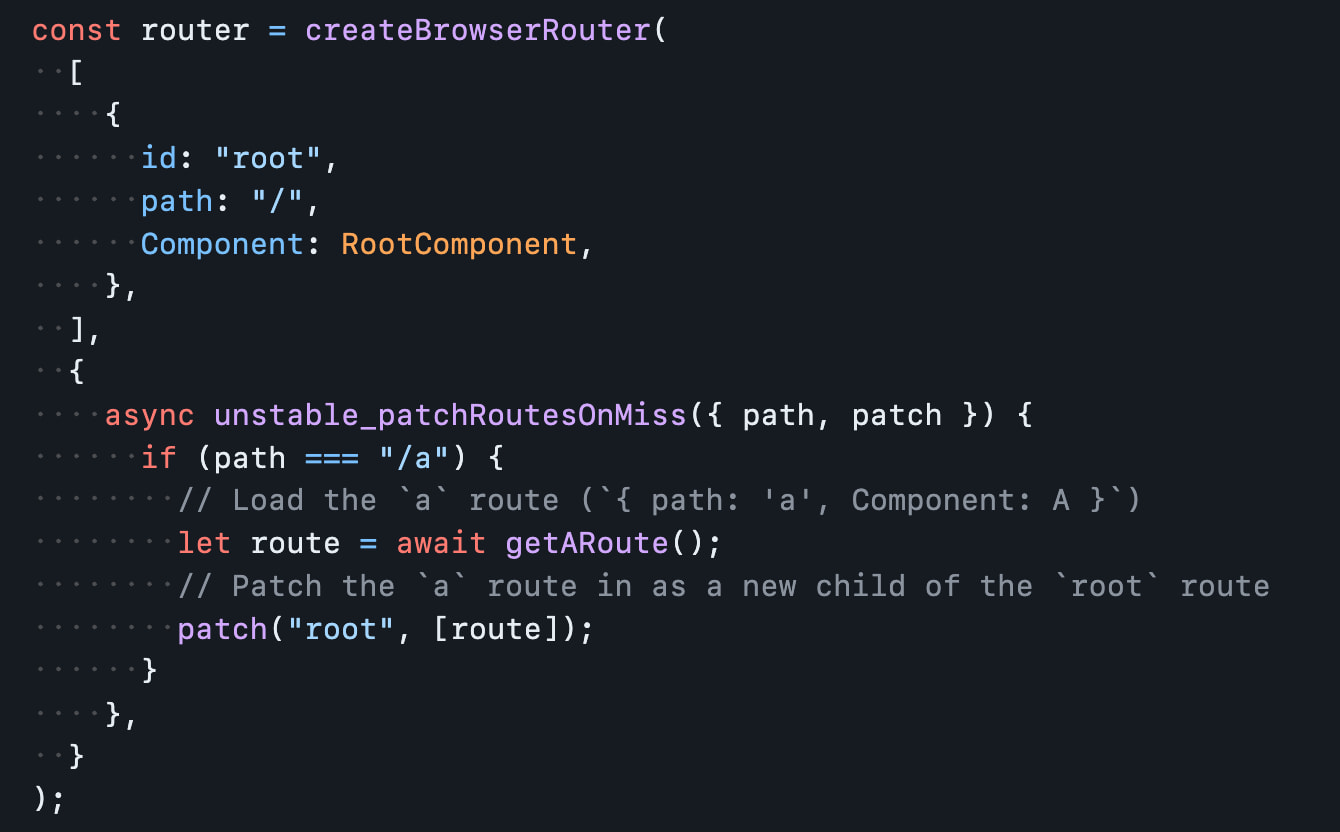 const router = createBrowserRouter(
  [
    {
      id: "root",
      path: "/",
      Component: RootComponent,
    },
  ],
  {
    async unstable_patchRoutesOnMiss({ path, patch }) {
      if (path === "/a") {
        // Load the `a` route (`{ path: 'a', Component: A }`)
        let route = await getARoute();
        // Patch the `a` route in as a new child of the `root` route
        patch("root", [route]);
      }
    },
  }
);